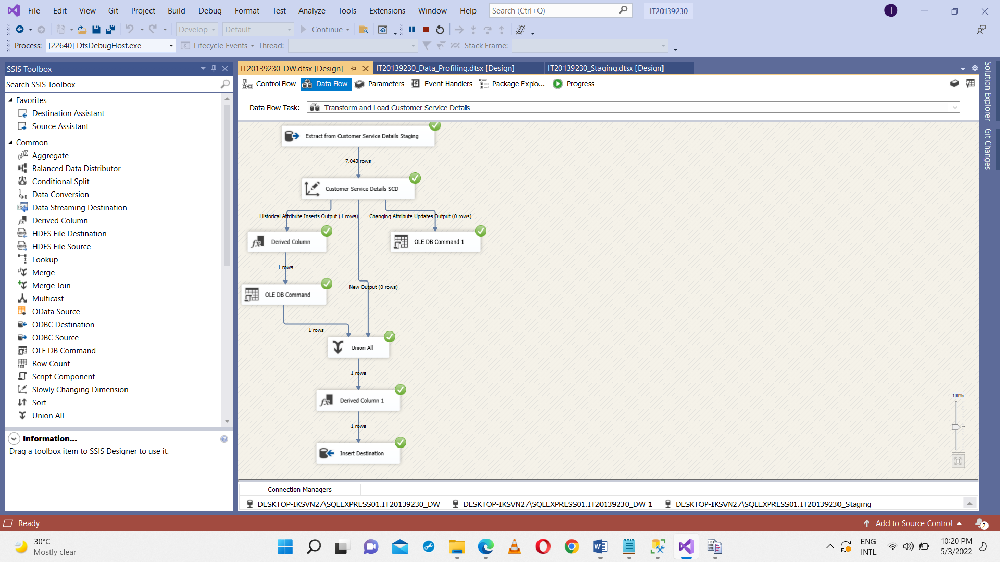 File Edit View Git Project Build Debug Format Test Analyze Tools Extensions Window Help Search (Ctrl+Q) IT20139230 I
Develop Default Continue
Process: [22640] DtsDebugHost.exe Lifecycle Events Thread: Stack Frame:
SSIS Toolbox
Search SSIS Toolbox
Favorites
Destination Assistant
Source Assistant
Common
Aggregate
Balanced Data Distributor
Conditional Split
Data Conversion
Data Streaming Destination
Derived Column
HDFS File Destination
HDFS File Source
Lookup
Merge
Merge Join
Multicast
OData Source
ODBC Destination
ODBC Source
OLE DB Command
Row Count
Script Component
Slowly Changing Dimension
Sort
Union All
Information...
Drag a toolbox item to SSIS Designer to use it.
IT20139230_DW.dtsx [Design] IT20139230_Data_Profiling.dtsx [Design] IT20139230_Staging.dtsx [Design]
Control Flow Data Flow Parameters Event Handlers Package Explo... Progress
Data Flow Task: Transform and Load Customer Service Details
Extract from Customer Service Details Staging
7,043 rows
Customer Service Details SCD
Historical Attribute Inserts Output (1 rows) Changing Attribute Updates Output (0 rows)
Derived Column OLE DB Command 1
1 rows
New Output (0 rows)
OLE DB Command
1 rows
Union All
1 rows
Derived Column 1
1 rows
Insert Destination
100%
Connection Managers
DESKTOP-IKSVN27\SQLEXPRESS01.IT20139230_DW DESKTOP-IKSVN27\SQLEXPRESS01.IT20139230_DW 1 DESKTOP-IKSVN27\SQLEXPRESS01.IT20139230_Staging
Solution Explorer
Git Changes
Ready Add to Source Control 2
30°C
Mostly clear
ENG
INTL
10:20 PM
5/3/2022